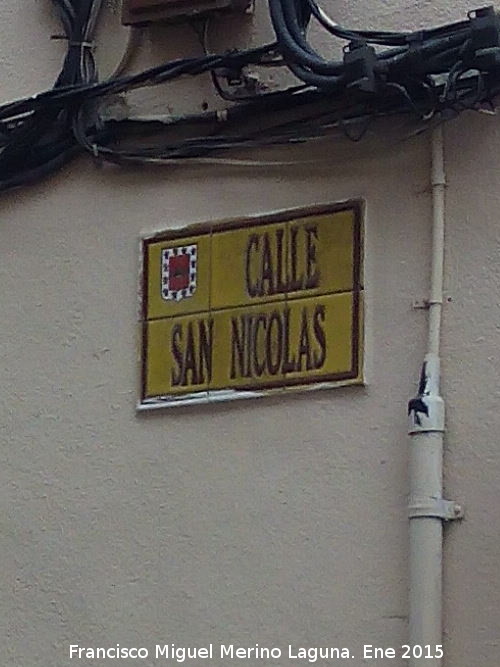 CALLE
SAN NICOLAS
Francisco Miguel Merino Laguna. Ene 2015